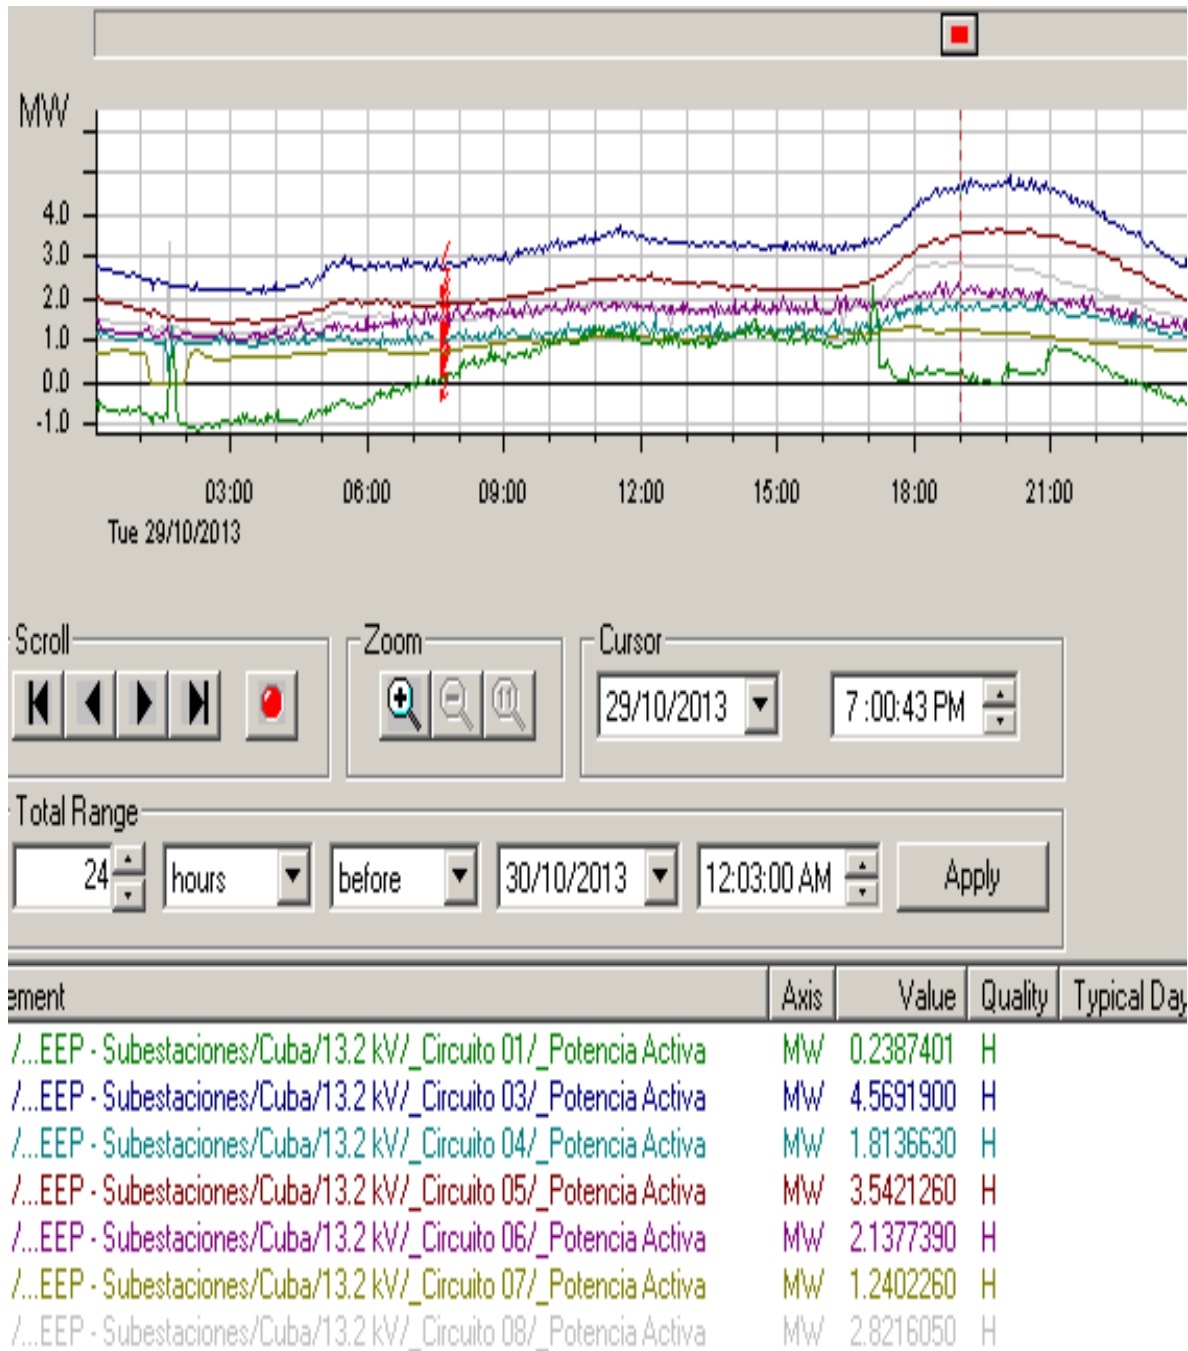 MW
4.0
3.0
2.0
1.0
0.0
-1.0
03:00 06:00 09:00 12:00 15:00 18:00 21:00
Tue 29/10/2013
Scroll Zoom Cursor
29/10/2013 7:00:43 PM
Total Range
24 hours before 30/10/2013 12:03:00 AM Apply
ement Axis Value Quality Typical Day
/...EEP - Subestaciones/Cuba/13.2 kV/_Circuito 01/_Potencia Activa MW 0.2387401 H
/...EEP - Subestaciones/Cuba/13.2 kV/_Circuito 03/_Potencia Activa MW 4.5691900 H
/...EEP - Subestaciones/Cuba/13.2 kV/_Circuito 04/_Potencia Activa MW 1.8136630 H
/...EEP - Subestaciones/Cuba/13.2 kV/_Circuito 05/_Potencia Activa MW 3.5421260 H
/...EEP - Subestaciones/Cuba/13.2 kV/_Circuito 06/_Potencia Activa MW 2.1377390 H
/...EEP - Subestaciones/Cuba/13.2 kV/_Circuito 07/_Potencia Activa MW 1.2402260 H
/...EEP - Subestaciones/Cuba/13.2 kV/_Circuito 08/_Potencia Activa MW 2.8216050 H